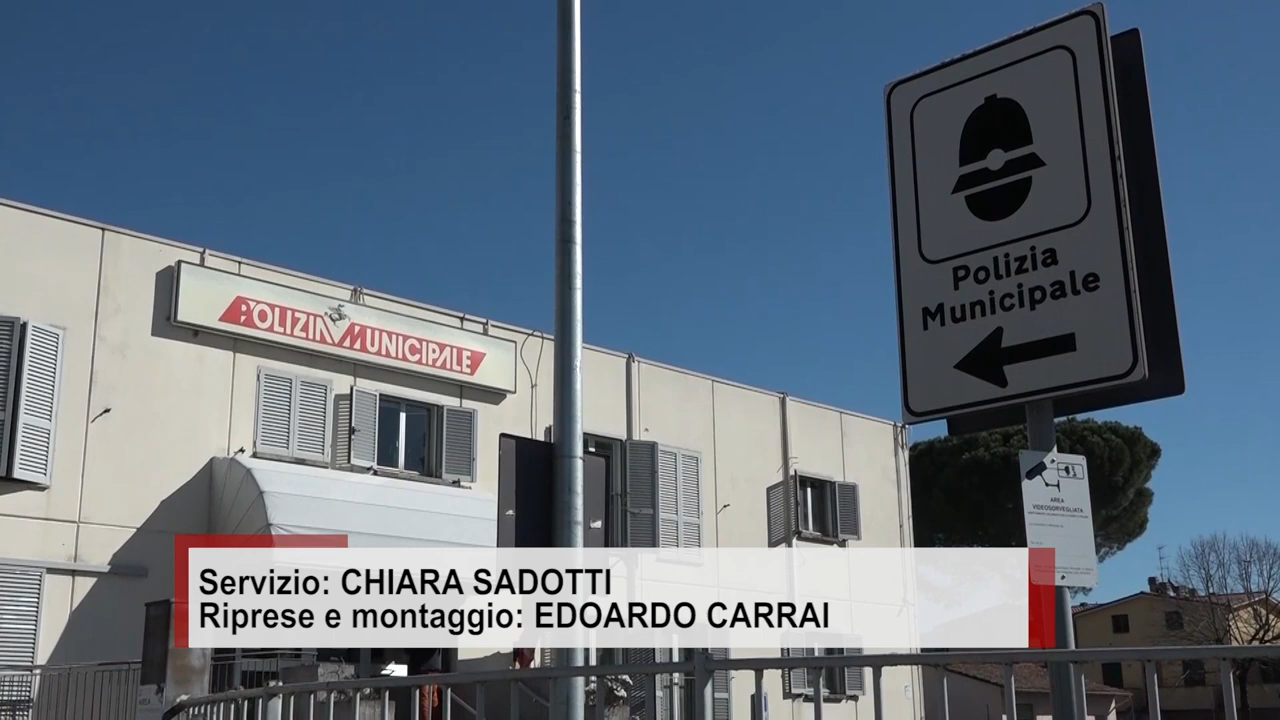 POLIZIA MUNICIPALE
Polizia
Municipale
AREA
VIDEOSORVEGLIATA
Servizio: CHIARA SADOTTI
Riprese e montaggio: EDOARDO CARRAI